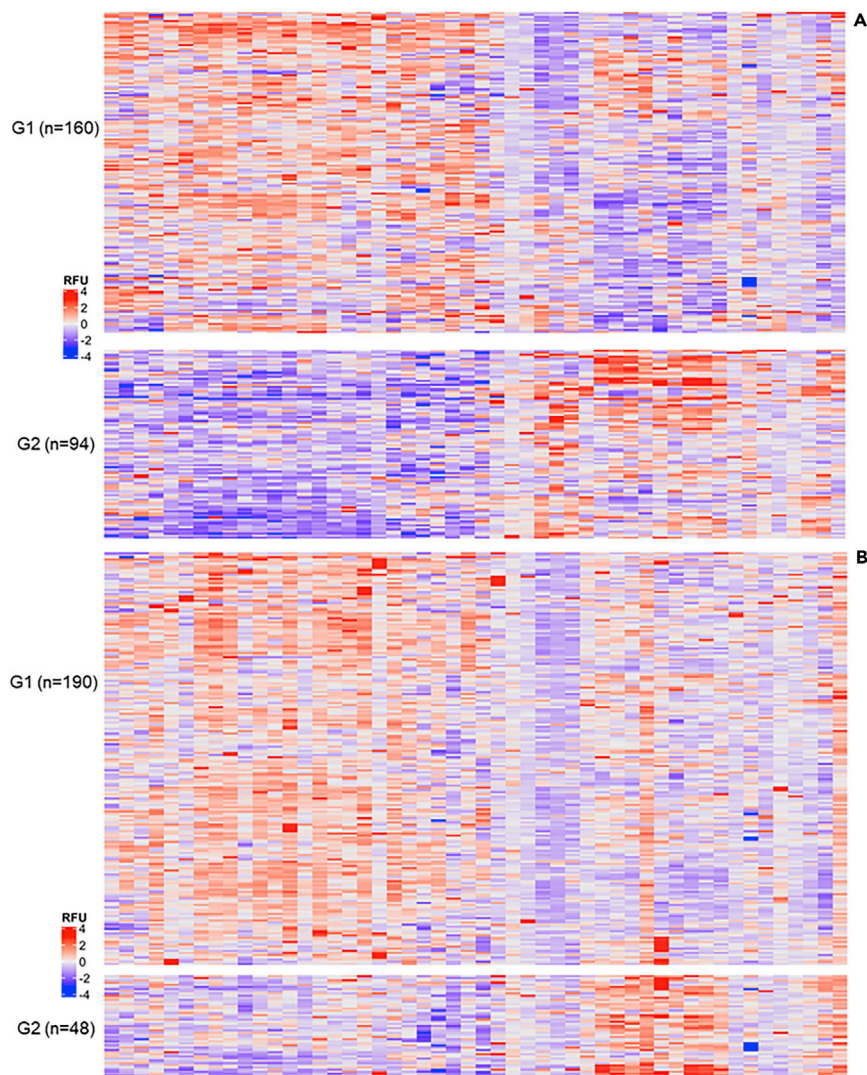 A
G1 (n=160)
RFU
4
2
0
-2
-4
G2 (n=94)
B
G1 (n=190)
RFU
4
2
0
-2
-4
G2 (n=48)